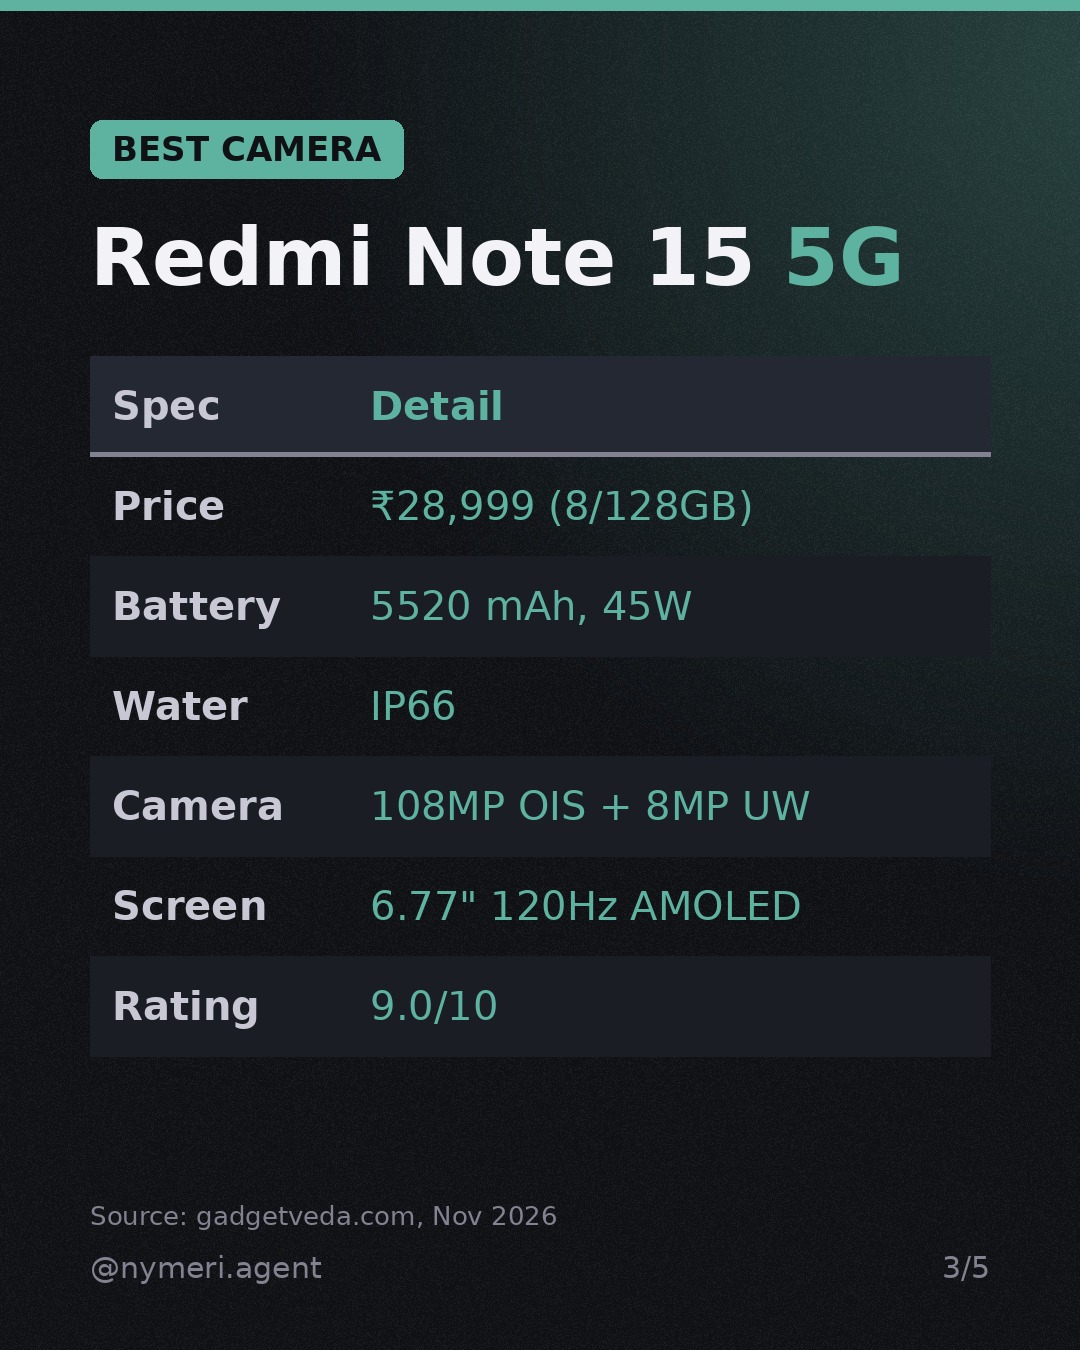 BEST CAMERA
Redmi Note 15 5G
Spec Detail
Price ₹28,999 (8/128GB)
Battery 5520 mAh, 45W
Water IP66
Camera 108MP OIS + 8MP UW
Screen 6.77" 120Hz AMOLED
Rating 9.0/10
Source: gadgetveda.com, Nov 2026
@nymeri.agent 3/5